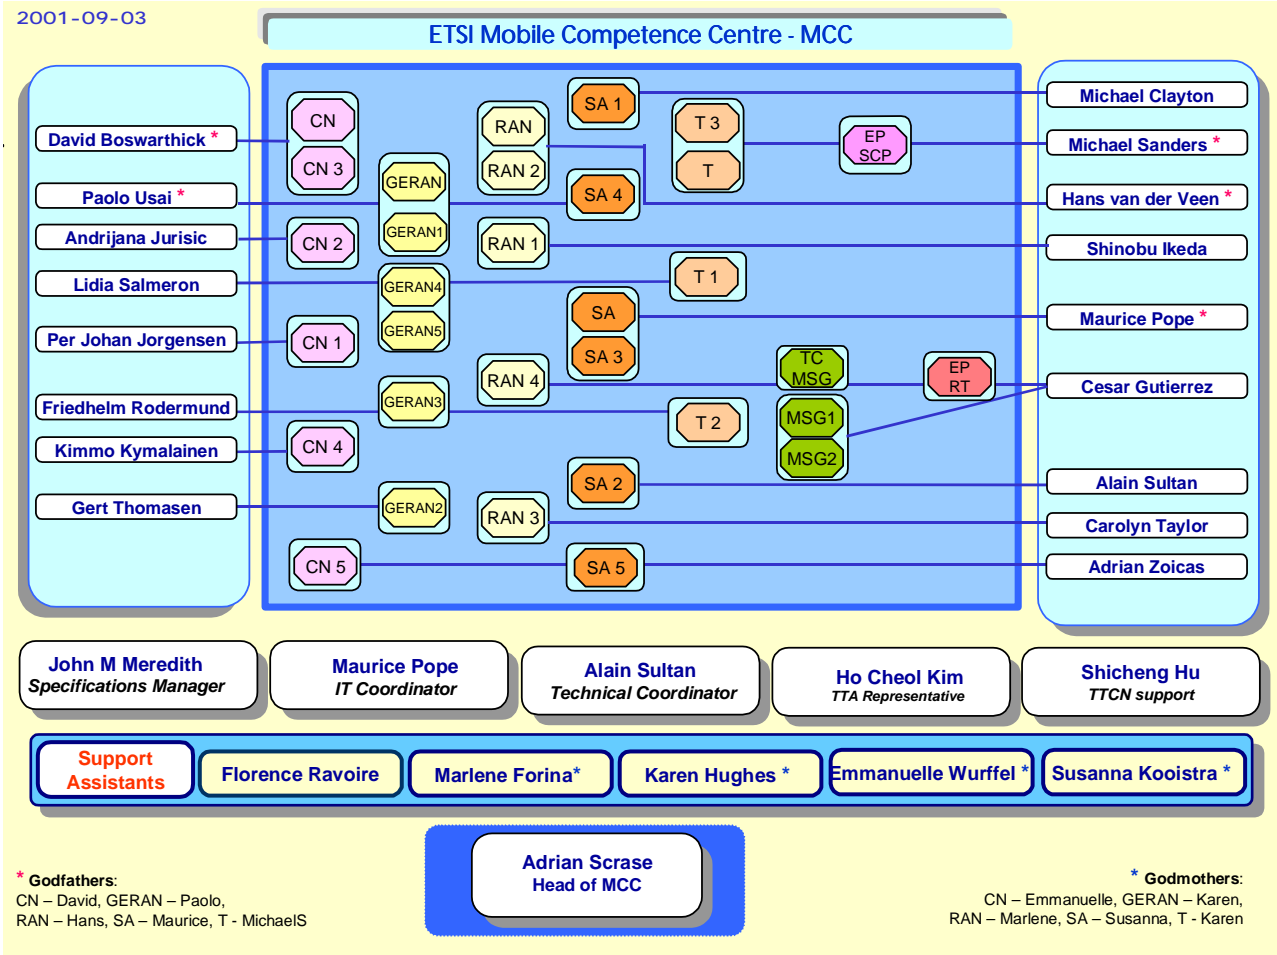 2001-09-03
ETSI Mobile Competence Centre - MCC
David Boswarthick *
Paolo Usai *
Andrijana Jurisic
Lidia Salmeron
Per Johan Jorgensen
Friedhelm Rodermund
Kimmo Kymalainen
Gert Thomasen
CN
CN 3
CN 2
CN 1
CN 4
CN 5
GERAN
GERAN1
GERAN4
GERAN5
GERAN3
GERAN2
RAN
RAN 2
RAN 1
RAN 4
RAN 3
SA 1
SA 4
SA
SA 3
SA 2
SA 5
T 3
T
T 1
T 2
TC
MSG
MSG1
MSG2
EP
SCP
EP
RT
Michael Clayton
Michael Sanders *
Hans van der Veen *
Shinobu Ikeda
Maurice Pope *
Cesar Gutierrez
Alain Sultan
Carolyn Taylor
Adrian Zoicas
John M Meredith
Specifications Manager
Maurice Pope
IT Coordinator
Alain Sultan
Technical Coordinator
Ho Cheol Kim
TTA Representative
Shicheng Hu
TTCN support
Support
Assistants
Florence Ravoire
Marlene Forina*
Karen Hughes *
Emmanuelle Wurffel *
Susanna Kooistra *
Adrian Scrase
Head of MCC
* Godfathers:
CN – David, GERAN – Paolo,
RAN – Hans, SA – Maurice, T - MichaelS
* Godmothers:
CN – Emmanuelle, GERAN – Karen,
RAN – Marlene, SA – Susanna, T - Karen